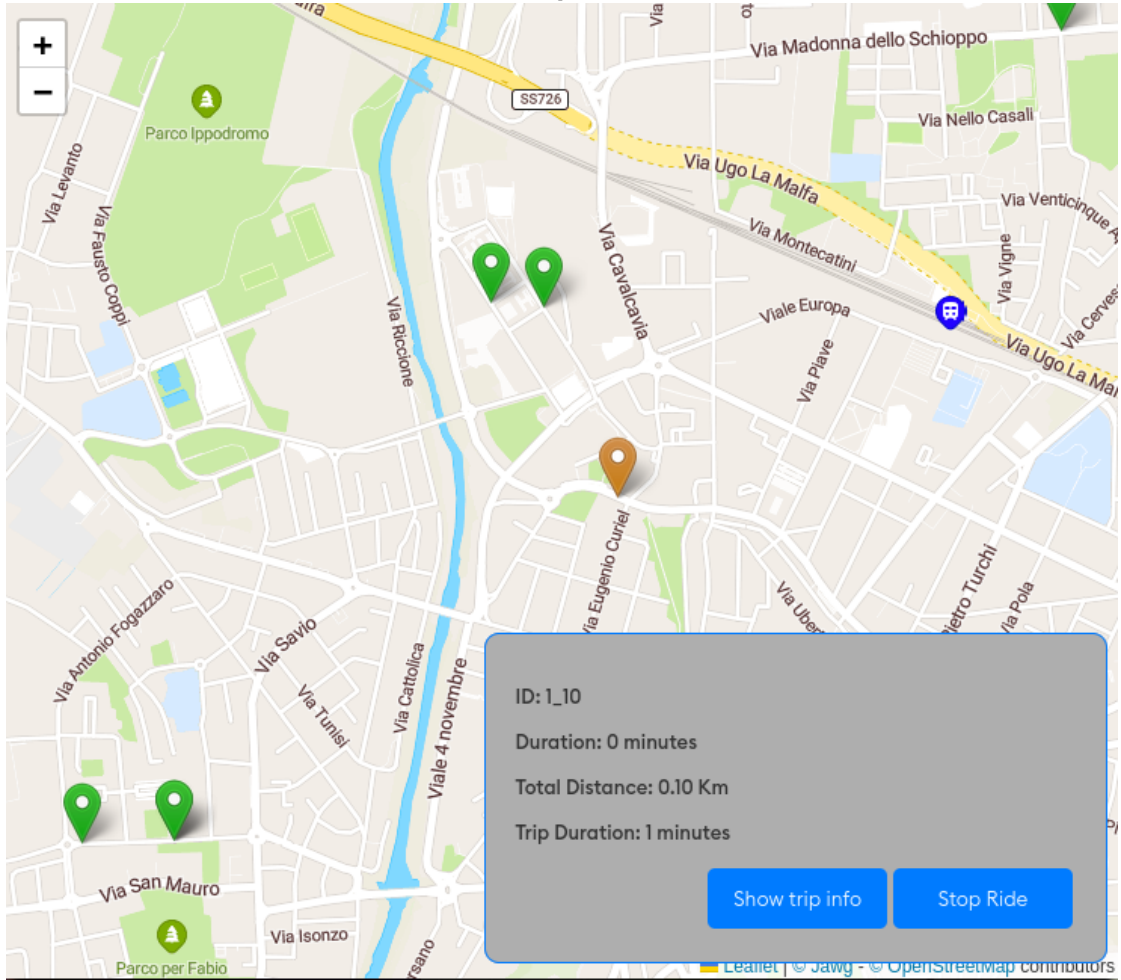 +
−
SS726
Via Madonna dello Schioppo
Parco Ippodromo
Via Nello Casali
Via Levanto
Via Ugo La Malfa
Via Fausto Coppi
Via Venticinque A
Via Montecatini
Via Cavalcavia
Via Vigne
Via Riccione
Viale Europa
Via Cerves
Via Piave
Via Ugo La Mal
Via Eugenio Curiel
Pietro Turchi
Via Antonio Fogazzaro
Via Savio
Via Ubert
Via Pola
Via Cattolica
Via Tunisi
Viale 4 novembre
ID: 1_10
Duration: 0 minutes
Total Distance: 0.10 Km
Trip Duration: 1 minutes
Show trip info
Stop Ride
Via San Mauro
Via Isonzo
Parco per Fabio
Leaflet | © Jawg - © OpenStreetMap contributors